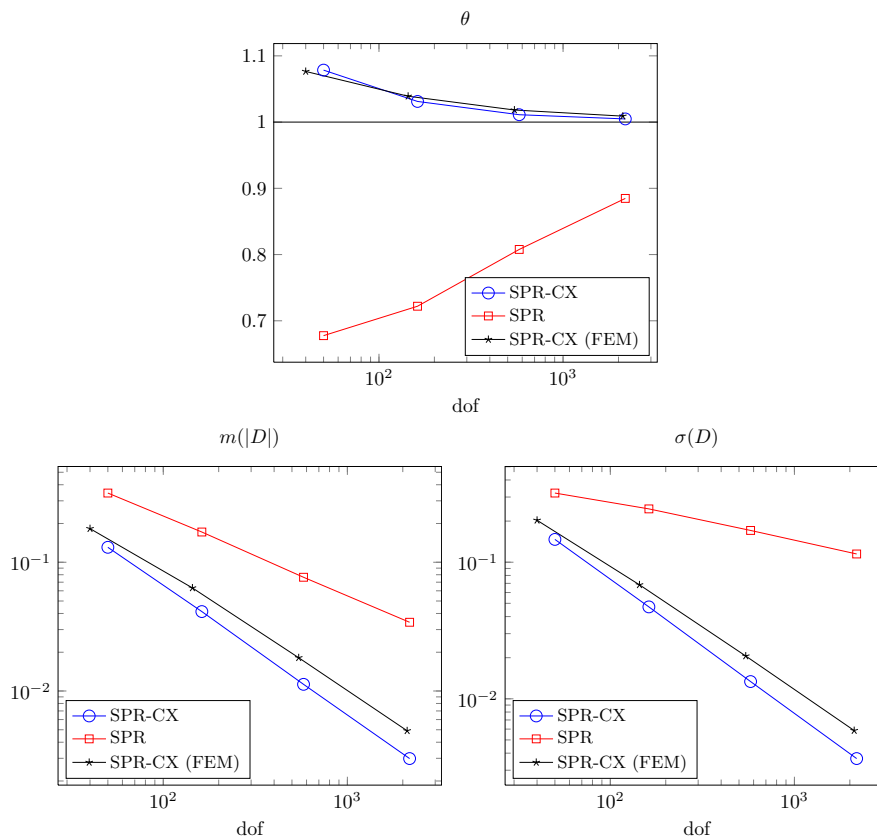 θ
1.1
1
0.9
0.8
0.7
SPR-CX
SPR
SPR-CX (FEM)
10^2
10^3
dof
m(|D|)
10^−1
10^−2
SPR-CX
SPR
SPR-CX (FEM)
10^2
10^3
dof
σ(D)
10^−1
10^−2
SPR-CX
SPR
SPR-CX (FEM)
10^2
10^3
dof